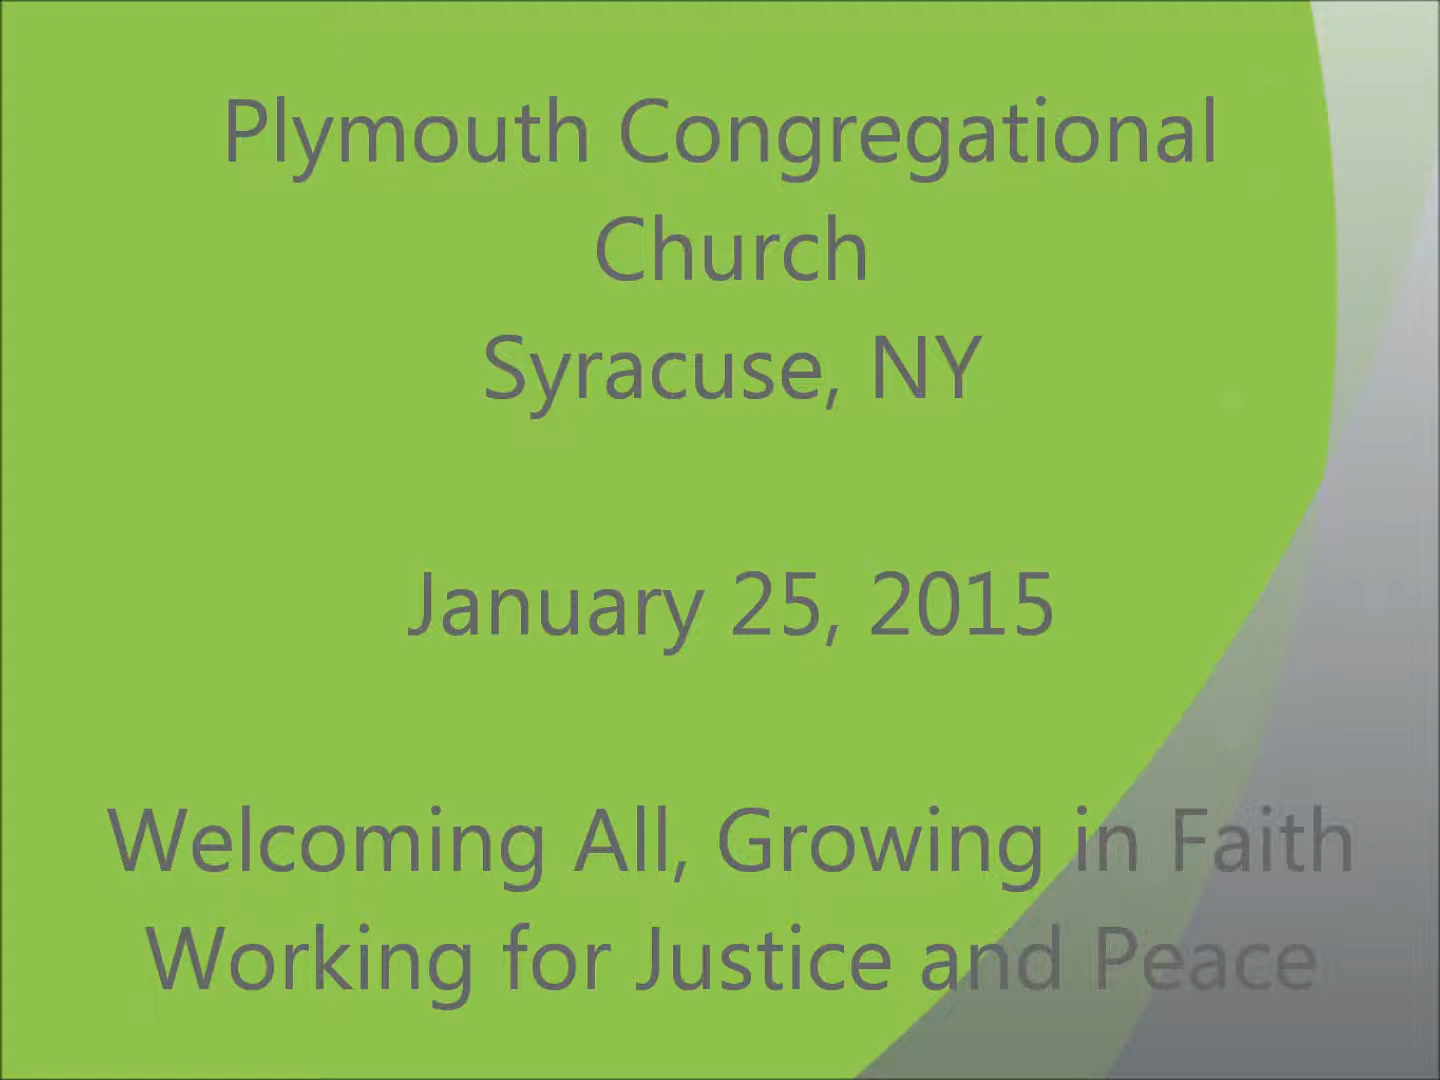 Plymouth Congregational
Church
Syracuse, NY
January 25, 2015
Welcoming All, Growing in Faith
Working for Justice and Peace